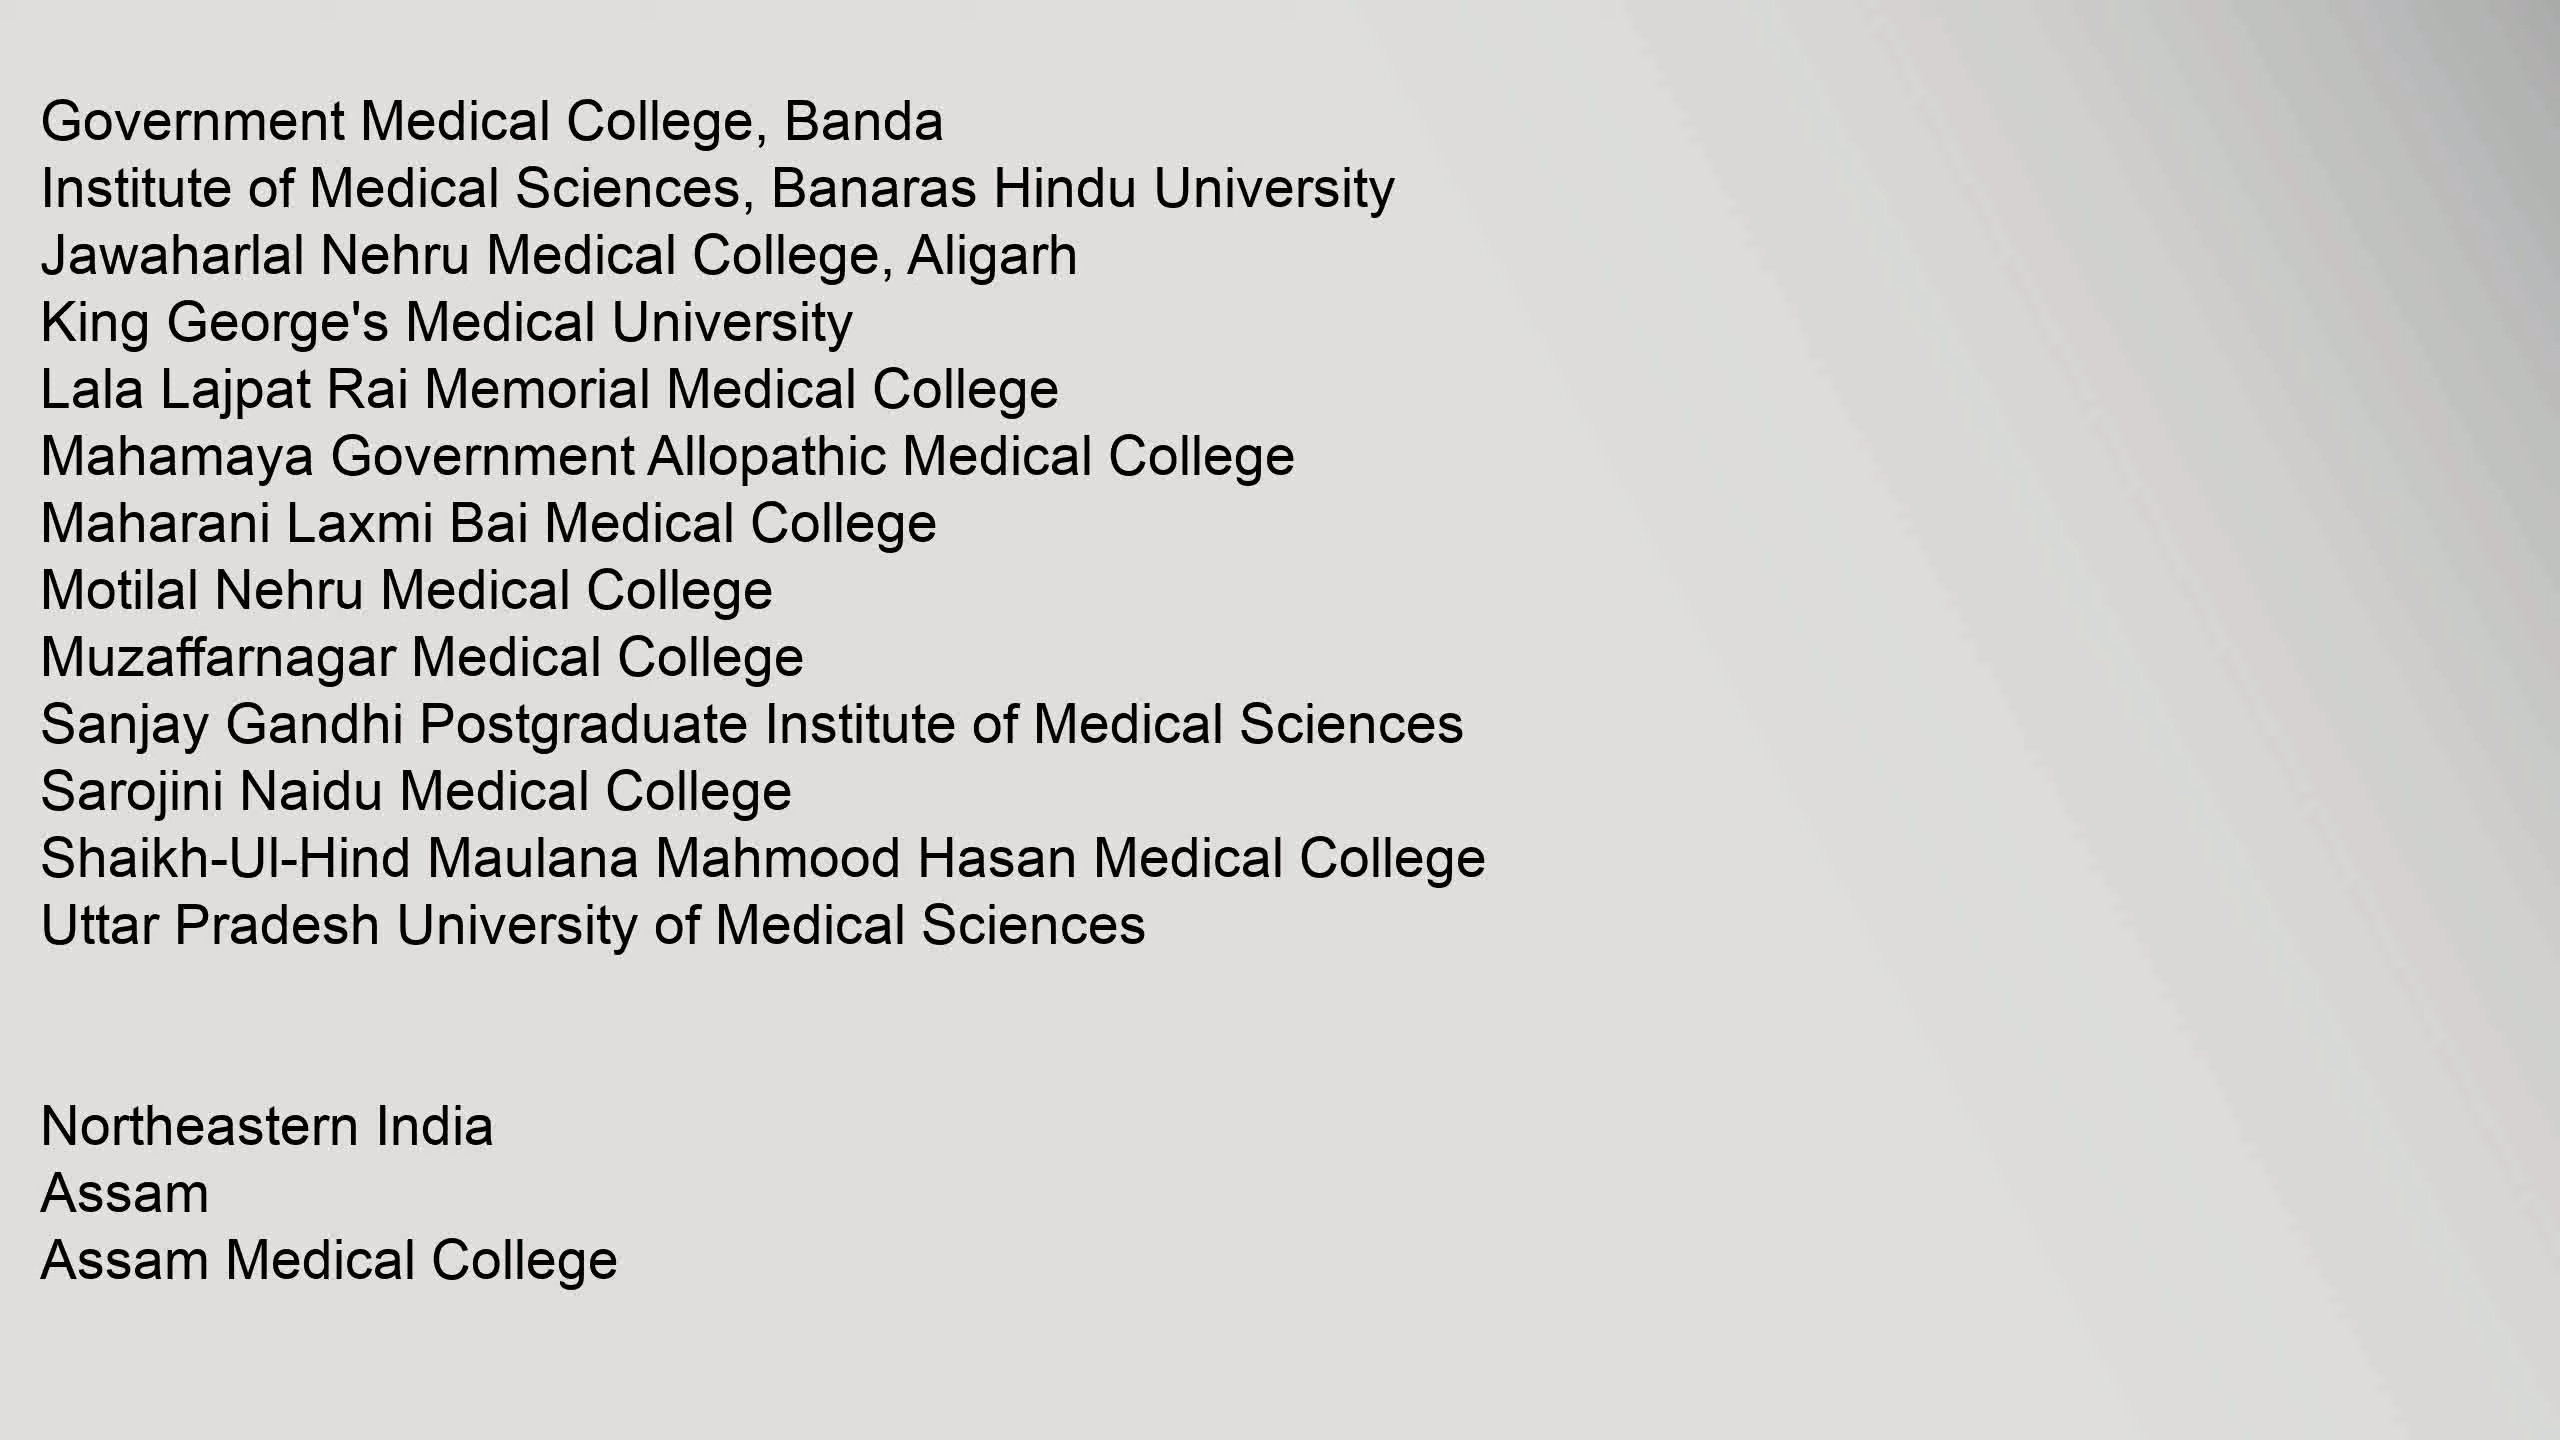 Government Medical College, Banda
Institute of Medical Sciences, Banaras Hindu University
Jawaharlal Nehru Medical College, Aligarh
King George's Medical University
Lala Lajpat Rai Memorial Medical College
Mahamaya Government Allopathic Medical College
Maharani Laxmi Bai Medical College
Motilal Nehru Medical College
Muzaffarnagar Medical College
Sanjay Gandhi Postgraduate Institute of Medical Sciences
Sarojini Naidu Medical College
Shaikh-Ul-Hind Maulana Mahmood Hasan Medical College
Uttar Pradesh University of Medical Sciences
Northeastern India
Assam
Assam Medical College